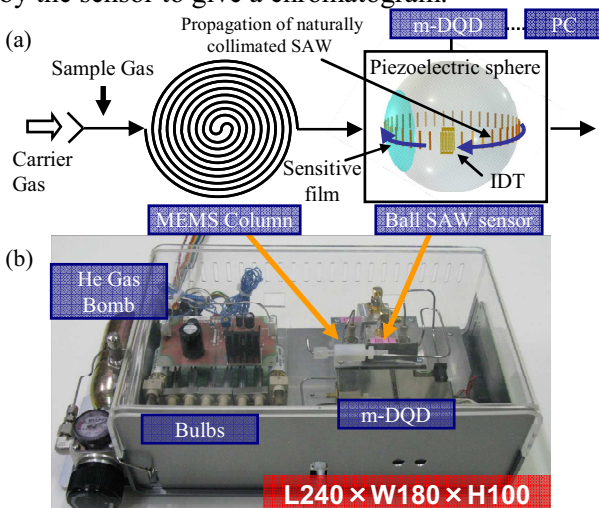 by the sensor to give a chromatogram.
(a)
Propagation of naturally
collimated SAW
m-DQD
PC
Sample Gas
Piezoelectric sphere
Carrier
Gas
Sensitive
film
IDT
MEMS Column
Ball SAW sensor
(b)
He Gas
Bomb
Bulbs
m-DQD
L240×W180×H100